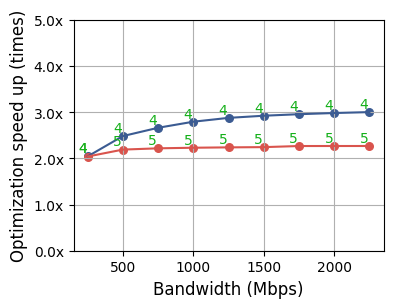 5.0x
4.0x
3.0x
2.0x
1.0x
0.0x
Optimization speed up (times)
4 4 4 4 4 4 4 4 4
4 5 5 5 5 5 5 5 5
500 1000 1500 2000
Bandwidth (Mbps)